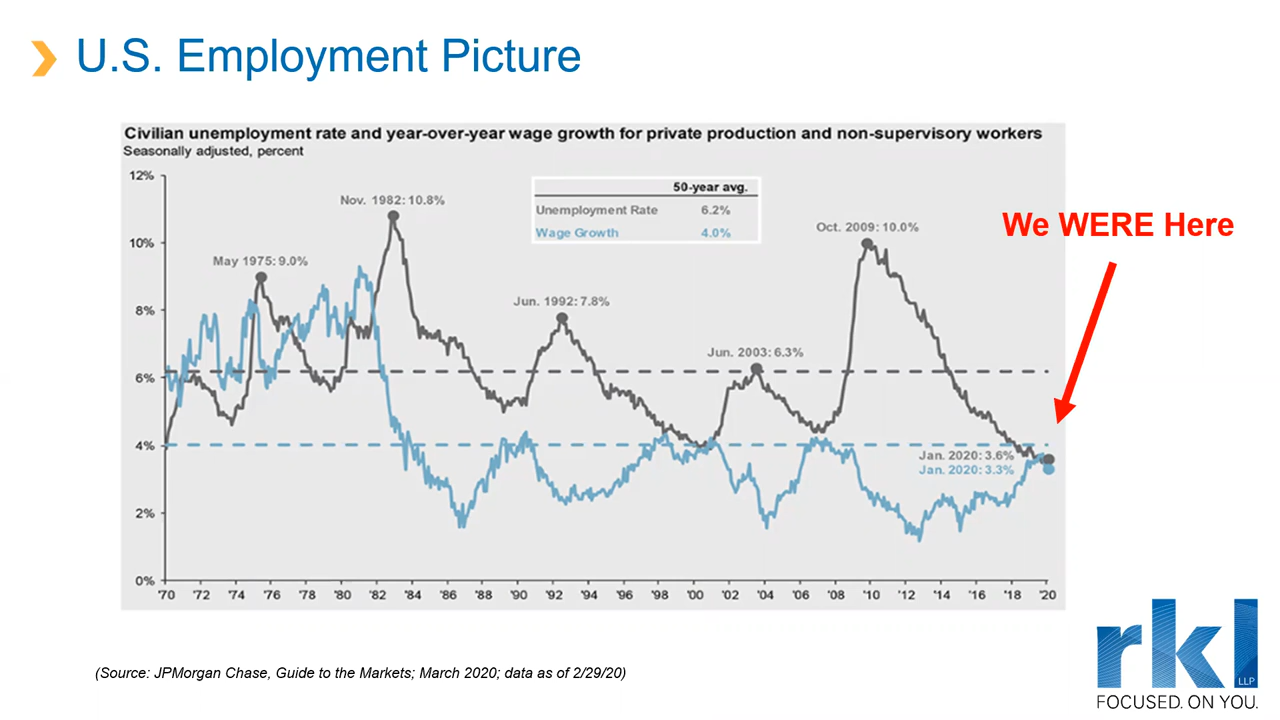 U.S. Employment Picture
Civilian unemployment rate and year-over-year wage growth for private production and non-supervisory workers
Seasonally adjusted, percent
12%
10%
8%
6%
4%
2%
0%
50-year avg.
Unemployment Rate 6.2%
Wage Growth 4.0%
May 1975: 9.0%
Nov. 1982: 10.8%
Jun. 1992: 7.8%
Jun. 2003: 6.3%
Oct. 2009: 10.0%
Jan. 2020: 3.6%
Jan. 2020: 3.3%
We WERE Here
'70 '72 '74 '76 '78 '80 '82 '84 '86 '88 '90 '92 '94 '96 '98 '00 '02 '04 '06 '08 '10 '12 '14 '16 '18 '20
(Source: JPMorgan Chase, Guide to the Markets; March 2020; data as of 2/29/20)
rkl
LLP
FOCUSED. ON YOU.